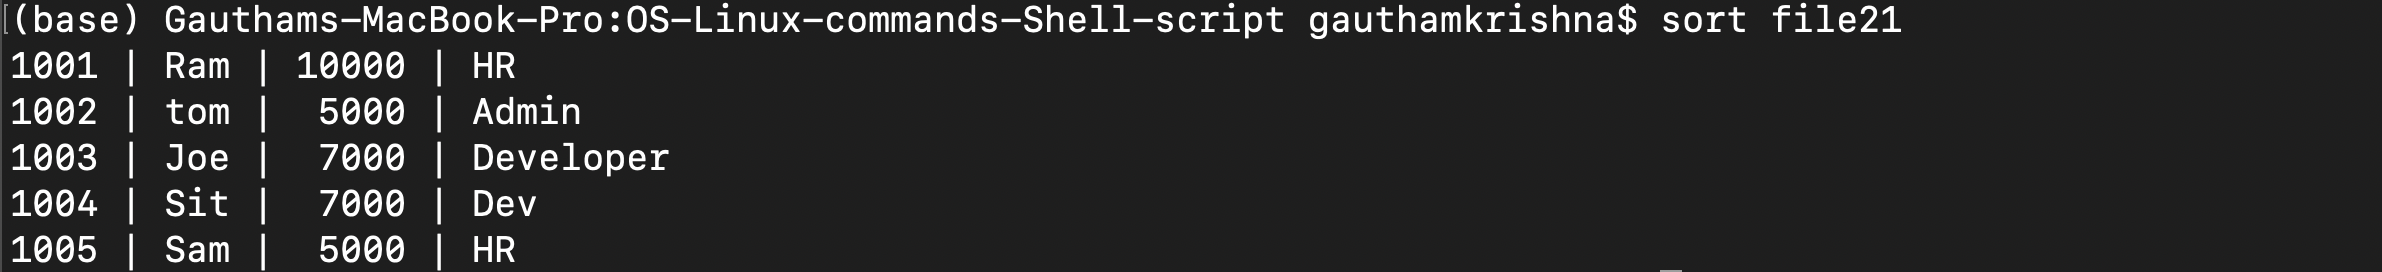 [(base) Gauthams-MacBook-Pro:OS-Linux-commands-Shell-script gauthamkrishna$ sort file21
1001 | Ram | 10000 | HR
1002 | tom |  5000 | Admin
1003 | Joe |  7000 | Developer
1004 | Sit |  7000 | Dev
1005 | Sam |  5000 | HR